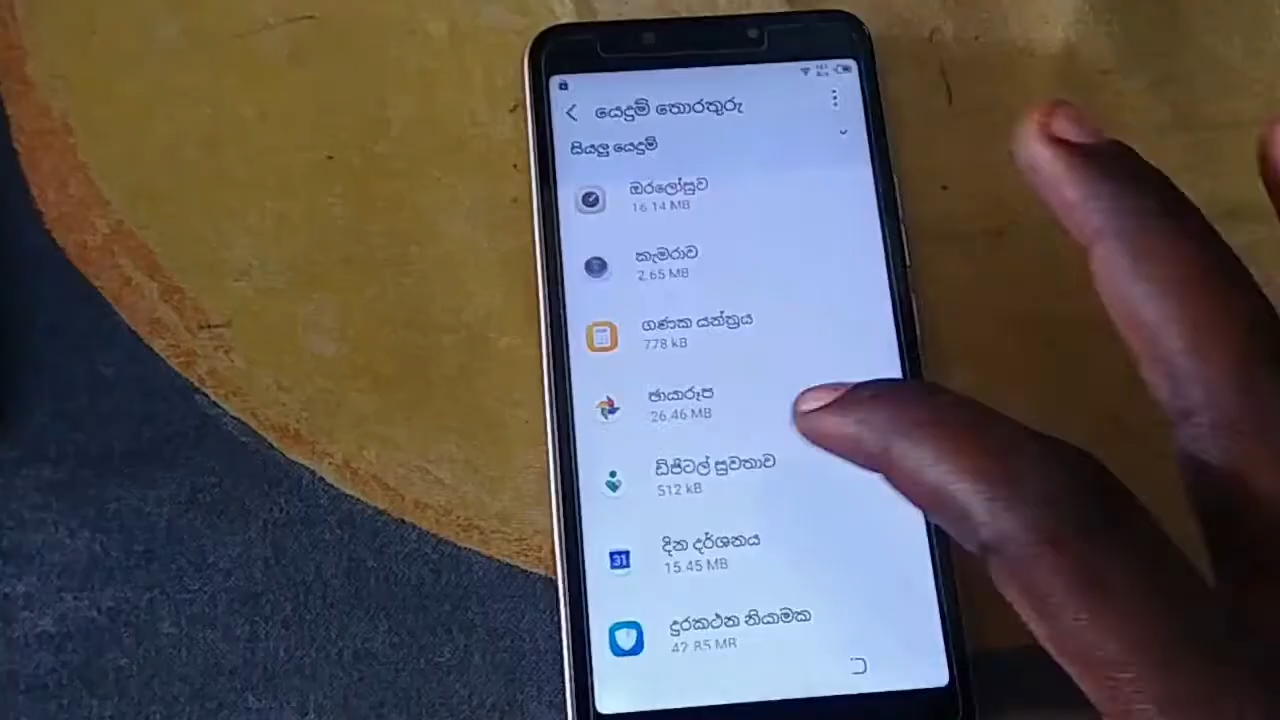 යෙදුම් තොරතුරු
සියලු යෙදුම්
ඔරලෝසුව
16.14 MB
කැමරාව
2.65 MB
ගණක යන්ත්‍රය
778 kB
ඡායාරූප
26.46 MB
ඩිජිටල් සුවතාව
512 kB
31
දින දර්ශනය
15.45 MB
දුරකථන නියාමක
42.85 MB